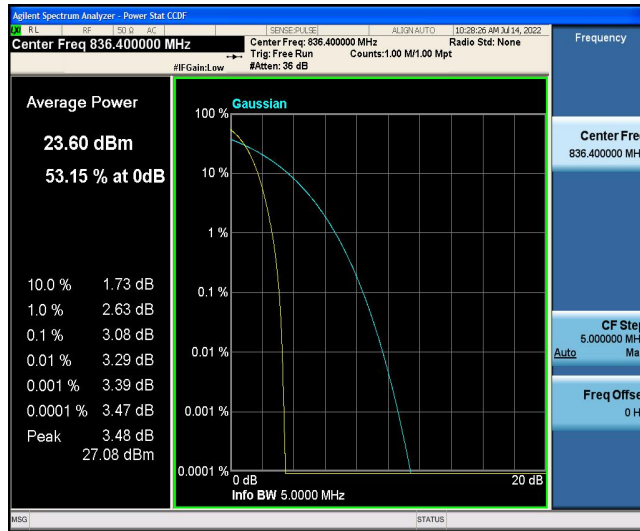 Agilent Spectrum Analyzer - Power Stat CCDF
LXI RL RF 50 Ω AC SENSE:PULSE ALIGN AUTO 10:28:26 AM Jul 14, 2022
Center Freq 836.400000 MHz
Center Freq: 836.400000 MHz Radio Std: None
Trig: Free Run Counts:1.00 M/1.00 Mpt
#IFGain:Low #Atten: 36 dB
Frequency
Average Power
23.60 dBm
53.15 % at 0dB
10.0 % 1.73 dB
1.0 % 2.63 dB
0.1 % 3.08 dB
0.01 % 3.29 dB
0.001 % 3.39 dB
0.0001 % 3.47 dB
Peak 3.48 dB
27.08 dBm
Gaussian
100 %
10 %
1 %
0.1 %
0.01 %
0.001 %
0.0001 %
0 dB 20 dB
Info BW 5.0000 MHz
Center Fre
836.400000 MH
CF Step
5.000000 MH
Auto Ma
Freq Offse
0 H
MSG STATUS